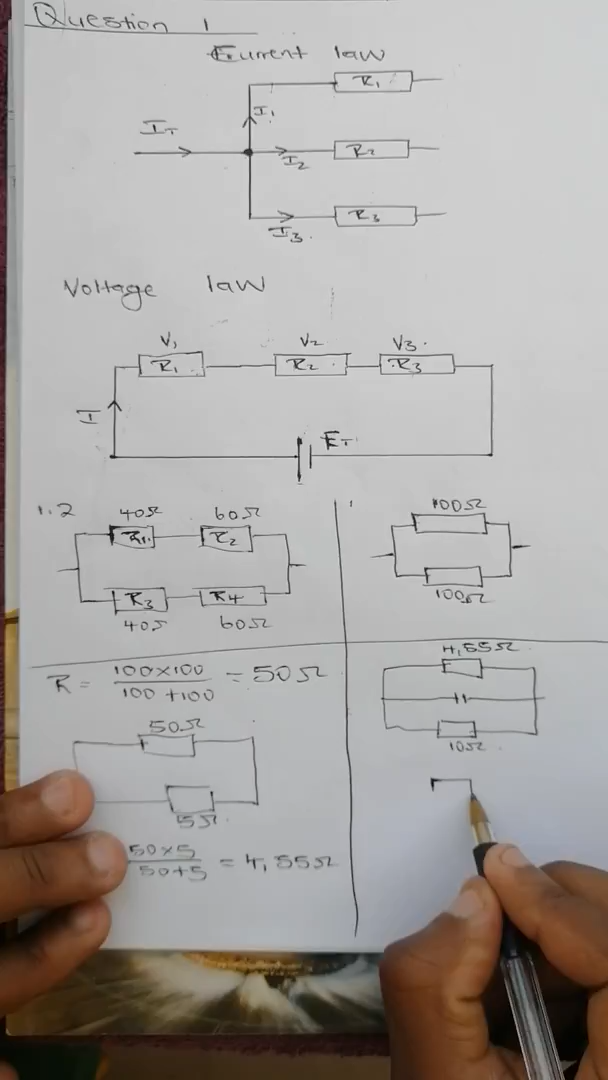 Question 1
Current law
R1
I1
IT
I2
R2
I3.
R3
Voltage law
V1 V2 V3.
R1 R2 R3
I
ET
1.2
40Ω 60Ω
R1. R2
R3 R4
40Ω 60Ω
100Ω
100Ω
R = 100×100 / 100+100 = 50Ω
50Ω
5Ω
50×5 / 50+5 = 4,55Ω
4,55Ω
10Ω